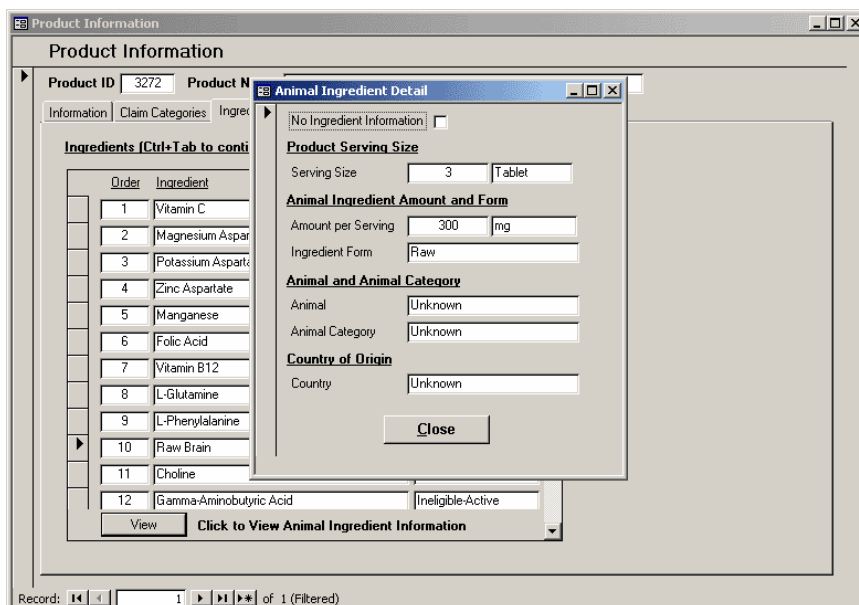 Product Information
Product Information
Product ID 3272 Product N
Information Claim Categories Ingre
Ingredients (Ctrl+Tab to conti
Order Ingredient
1 Vitamin C
2 Magnesium Aspar
3 Potassium Asparta
4 Zinc Aspartate
5 Manganese
6 Folic Acid
7 Vitamin B12
8 L-Glutamine
9 L-Phenylalanine
10 Raw Brain
11 Choline
12 Gamma-Aminobutyric Acid Ineligible-Active
View Click to View Animal Ingredient Information
Record: 1 of 1 (Filtered)
Animal Ingredient Detail
No Ingredient Information
Product Serving Size
Serving Size 3 Tablet
Animal Ingredient Amount and Form
Amount per Serving 300 mg
Ingredient Form Raw
Animal and Animal Category
Animal Unknown
Animal Category Unknown
Country of Origin
Country Unknown
Close